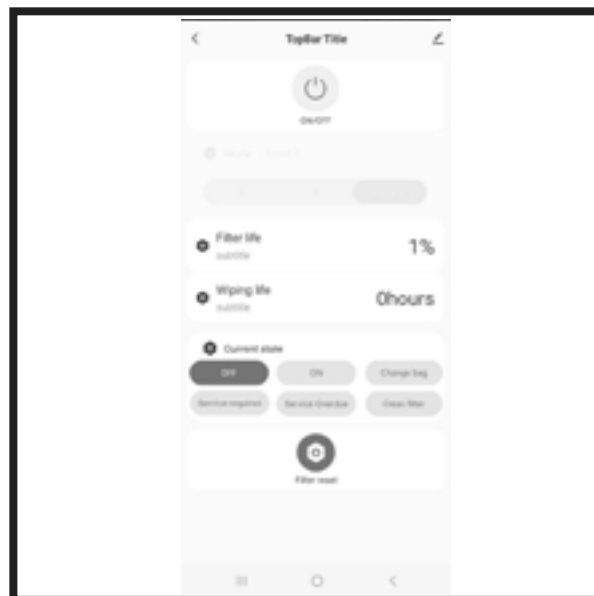 TopBar Title
ON/OFF
Mode
Filter life
subtitle
1%
Wiping life
subtitle
0hours
Current state
OFF
ON
Change bag
Service required
Service Overdue
Clean filter
Filter reset